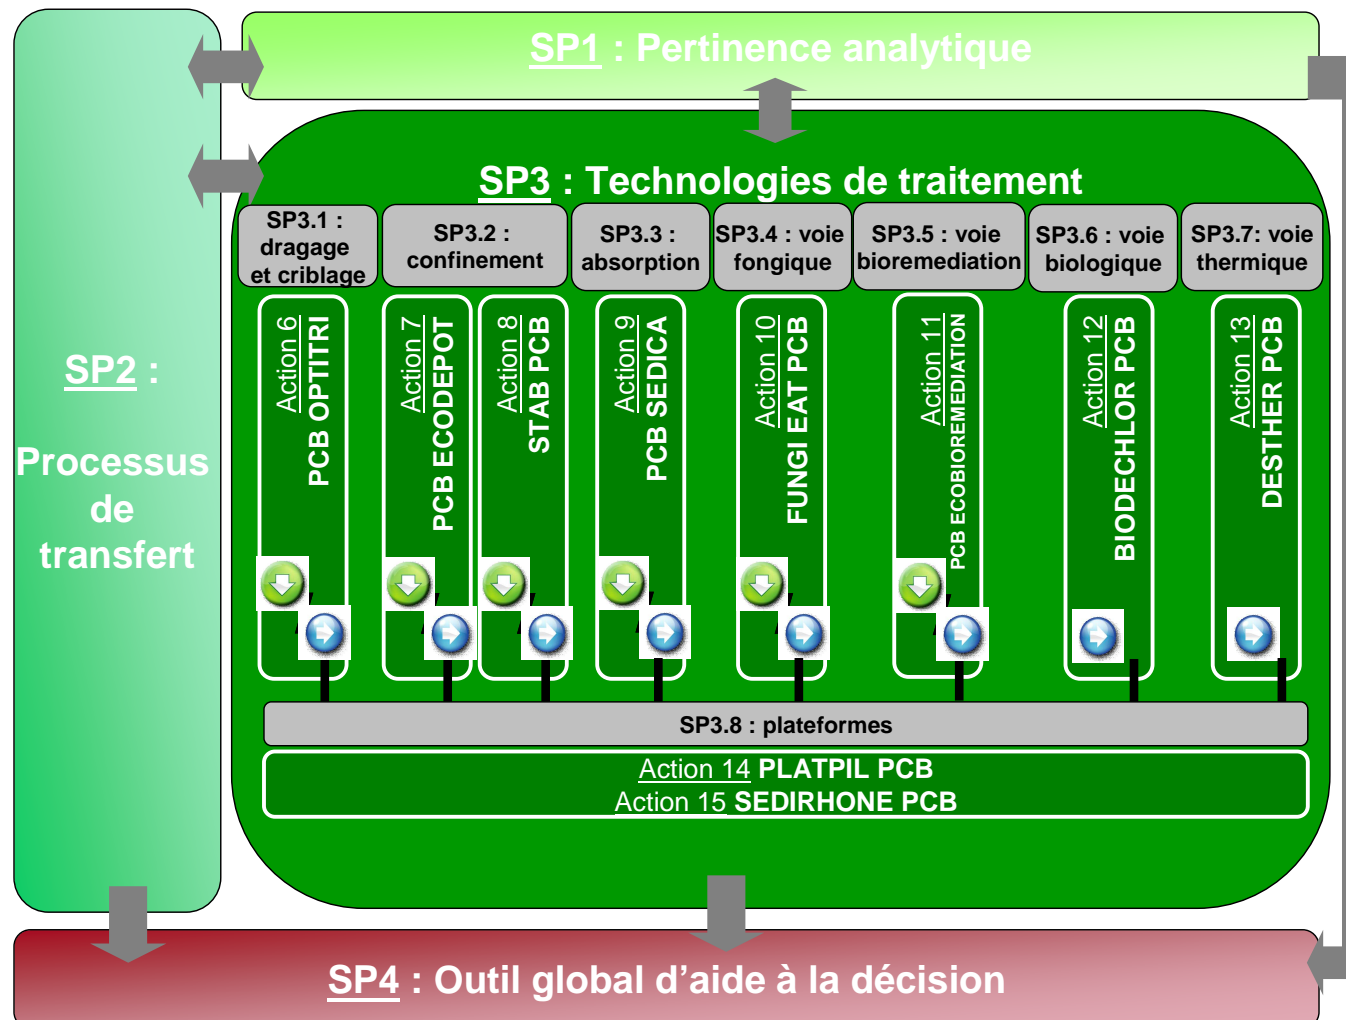 SP1 : Pertinence analytique
SP2 :
Processus
de
transfert
SP3 : Technologies de traitement
SP3.1 :
dragage
et criblage
SP3.2 :
confinement
SP3.3 :
absorption
SP3.4 : voie
fongique
SP3.5 : voie
bioremediation
SP3.6 : voie
biologique
SP3.7: voie
thermique
Action 6
PCB OPTITRI
Action 7
PCB ECODEPOT
Action 8
STAB PCB
Action 9
PCB SEDICA
Action 10
FUNGI EAT PCB
Action 11
PCB ECOBIOREMEDIATION
Action 12
BIODECHLOR PCB
Action 13
DESTHER PCB
SP3.8 : plateformes
Action 14 PLATPIL PCB
Action 15 SEDIRHONE PCB
SP4 : Outil global d’aide à la décision